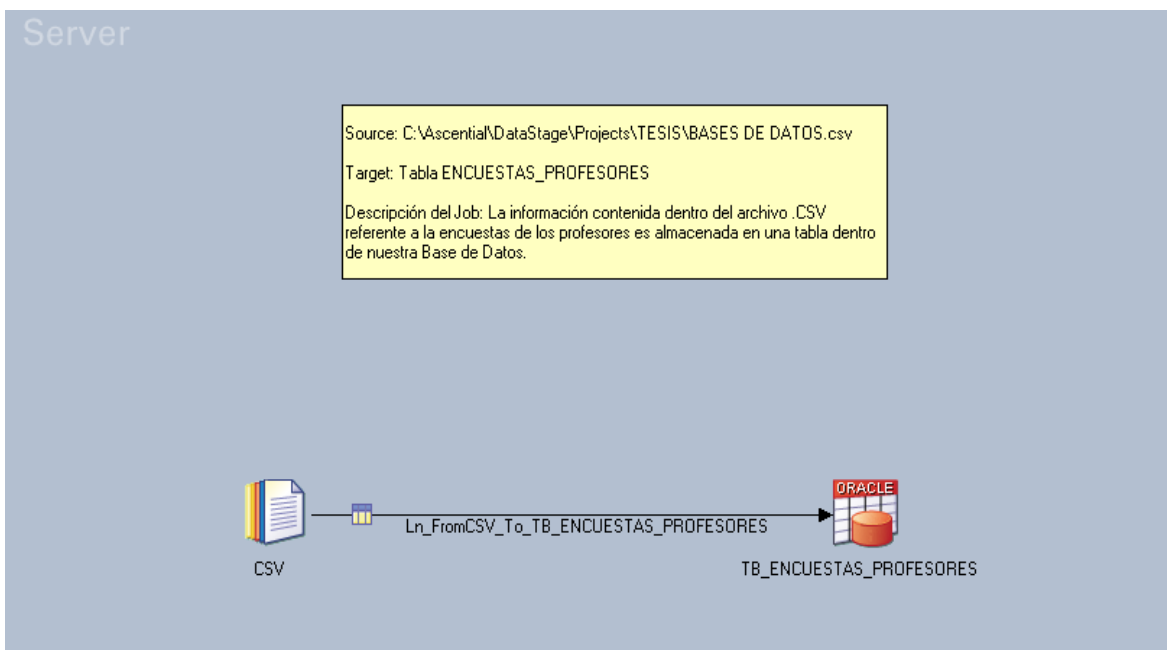 Server
Source: C:\Ascential\DataStage\Projects\TESIS\BASES DE DATOS.csv
Target: Tabla ENCUESTAS_PROFESORES
Descripción del Job: La información contenida dentro del archivo .CSV
referente a la encuestas de los profesores es almacenada en una tabla dentro
de nuestra Base de Datos.
ORACLE
Ln_FromCSV_To_TB_ENCUESTAS_PROFESORES
CSV
TB_ENCUESTAS_PROFESORES